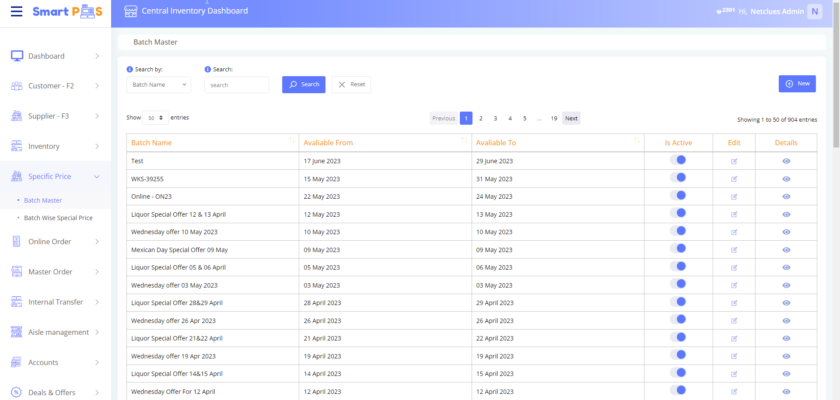 Smart POS
Central Inventory Dashboard
Hi, Netclues Admin N
Batch Master
Dashboard
Customer - F2
Supplier - F3
Inventory
Specific Price
Batch Master
Batch Wise Special Price
Online Order
Master Order
Internal Transfer
Aisle management
Accounts
Deals & Offers
Search by: Search:
Batch Name search Search Reset New
Show 50 entries Previous 1 2 3 4 5 ... 19 Next Showing 1 to 50 of 904 entries
Batch Name Avaliable From Avaliable To Is Active Edit Details
Test 17 June 2023 29 June 2023
WKS-39255 15 May 2023 31 May 2023
Online - ON23 22 May 2023 24 May 2023
Liquor Special Offer 12 & 13 April 12 May 2023 13 May 2023
Wednesday offer 10 May 2023 10 May 2023 10 May 2023
Mexican Day Special Offer 09 May 09 May 2023 09 May 2023
Liquor Special Offer 05 & 06 April 05 May 2023 06 May 2023
Wednesday offer 03 May 2023 03 May 2023 03 May 2023
Liquor Special Offer 28&29 April 28 April 2023 29 April 2023
Wednesday offer 26 Apr 2023 26 April 2023 26 April 2023
Liquor Special Offer 21&22 April 21 April 2023 22 April 2023
Wednesday offer 19 Apr 2023 19 April 2023 19 April 2023
Liquor Special Offer 14&15 April 14 April 2023 15 April 2023
Wednesday Offer For 12 April 12 April 2023 12 April 2023